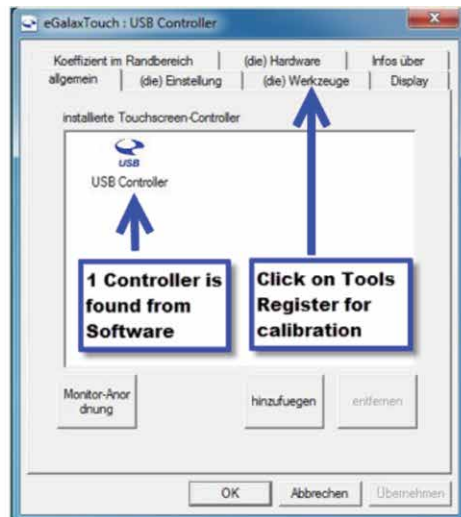 eGalaxTouch : USB Controller
Koeffizient im Randbereich
(die) Hardware
Infos über
allgemein
(die) Einstellung
(die) Werkzeuge
Display
installierte Touchscreen-Controller
USB
USB Controller
1 Controller is
found from
Software
Click on Tools
Register for
calibration
Monitor-Anor
dnung
hinzufuegen
entfernen
OK
Abbrechen
Übernehmen